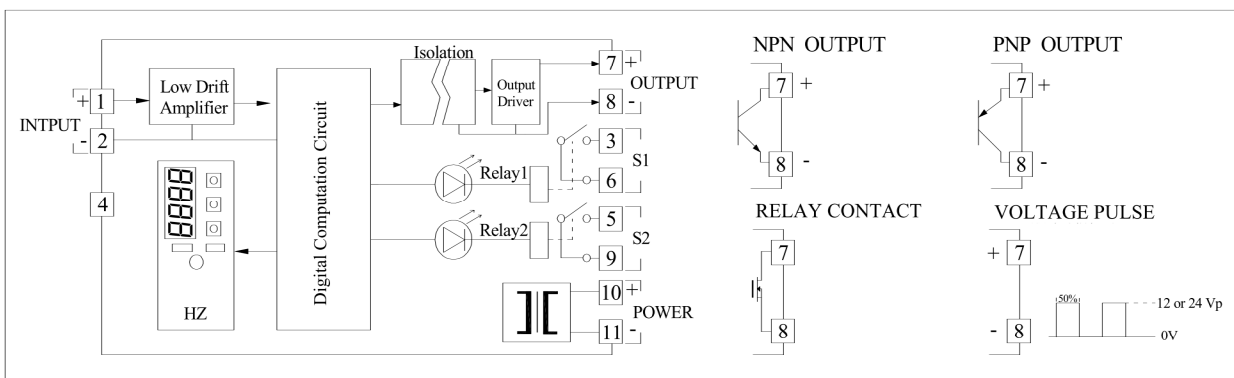 Isolation
NPN OUTPUT
PNP OUTPUT
Low Drift
Amplifier
Output
Driver
7 +
OUTPUT
8 -
+ 1
INTPUT
- 2
4
Digital Computation Circuit
3
S1
6
Relay1
5
S2
9
Relay2
10 +
POWER
11 -
8888
HZ
7 +
8 -
7 +
8 -
RELAY CONTACT
VOLTAGE PULSE
7
8
+ 7
- 8
50%
12 or 24 Vp
0V